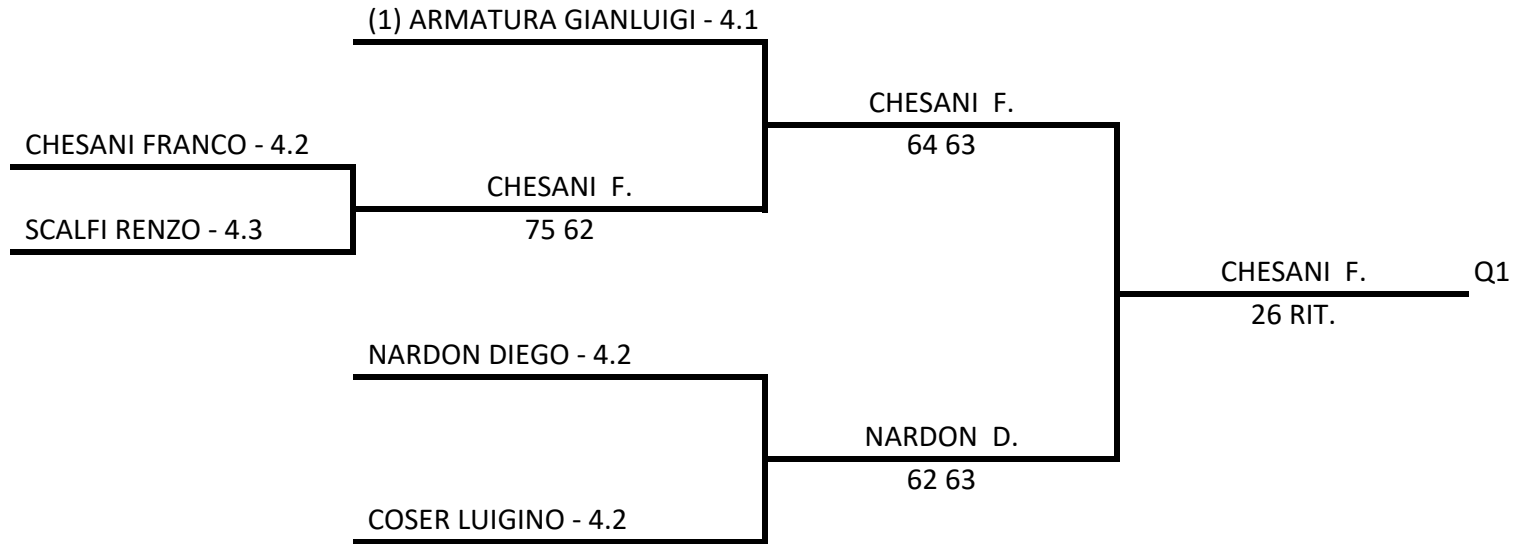 (1) ARMATURA GIANLUIGI - 4.1
CHESANI F.
64 63
CHESANI FRANCO - 4.2
CHESANI F.
75 62
SCALFI RENZO - 4.3
CHESANI F.
Q1
26 RIT.
NARDON DIEGO - 4.2
NARDON D.
62 63
COSER LUIGINO - 4.2